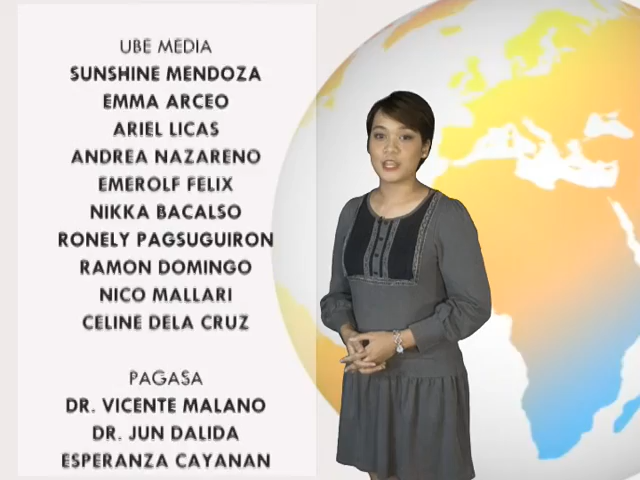 UBE MEDIA
SUNSHINE MENDOZA
EMMA ARCEO
ARIEL LICAS
ANDREA NAZARENO
EMEROLF FELIX
NIKKA BACALSO
RONELY PAGSUGUIRON
RAMON DOMINGO
NICO MALLARI
CELINE DELA CRUZ
PAGASA
DR. VICENTE MALANO
DR. JUN DALIDA
ESPERANZA CAYANAN